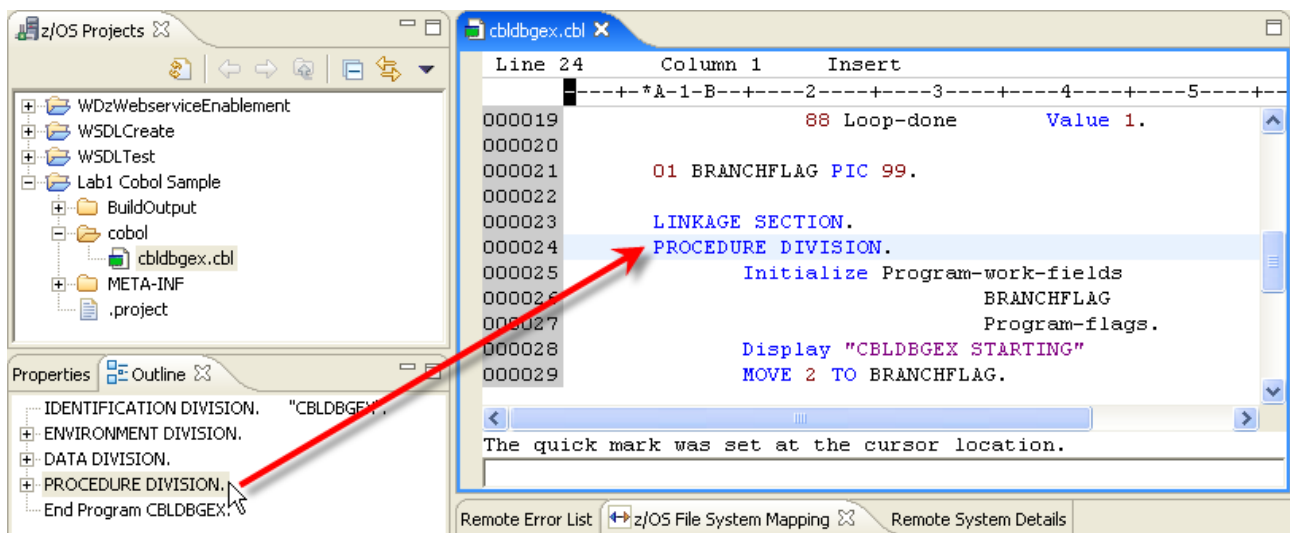 z/OS Projects
WDzWebserviceEnablement
WSDLCreate
WSDLTest
Lab1 Cobol Sample
BuildOutput
cobol
cbldbgex.cbl
META-INF
.project
Properties Outline
IDENTIFICATION DIVISION. "CBLDBGEX".
ENVIRONMENT DIVISION.
DATA DIVISION.
PROCEDURE DIVISION.
End Program CBLDBGEX.
cbldbgex.cbl
Line 24 Column 1 Insert
----+-*A-1-B--+----2----+----3----+----4----+----5----+--
000019 88 Loop-done Value 1.
000020
000021 01 BRANCHFLAG PIC 99.
000022
000023 LINKAGE SECTION.
000024 PROCEDURE DIVISION.
000025 Initialize Program-work-fields
000026 BRANCHFLAG
000027 Program-flags.
000028 Display "CBLDBGEX STARTING"
000029 MOVE 2 TO BRANCHFLAG.
The quick mark was set at the cursor location.
Remote Error List z/OS File System Mapping Remote System Details